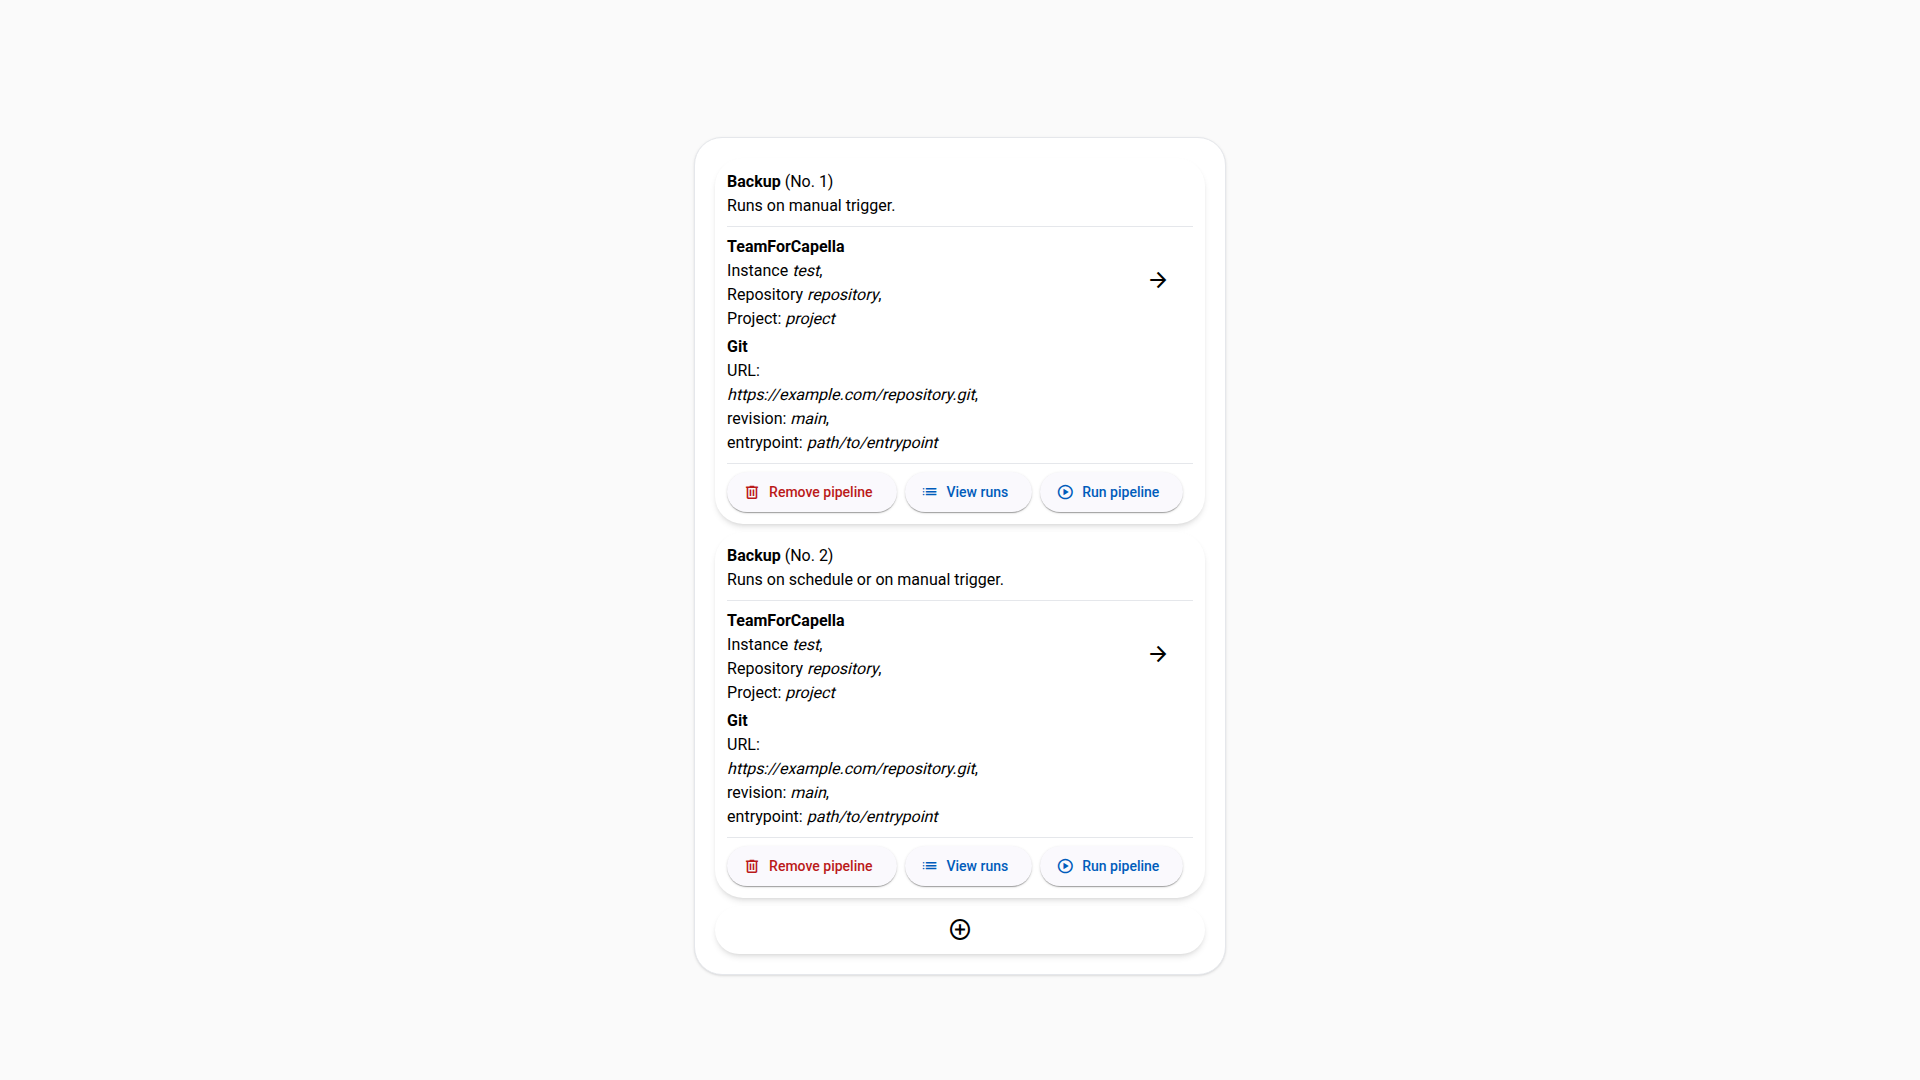 Backup (No. 1)
Runs on manual trigger.
TeamForCapella
Instance test,
Repository repository,
Project: project
Git
URL:
https://example.com/repository.git,
revision: main,
entrypoint: path/to/entrypoint
Remove pipeline View runs Run pipeline
Backup (No. 2)
Runs on schedule or on manual trigger.
TeamForCapella
Instance test,
Repository repository,
Project: project
Git
URL:
https://example.com/repository.git,
revision: main,
entrypoint: path/to/entrypoint
Remove pipeline View runs Run pipeline